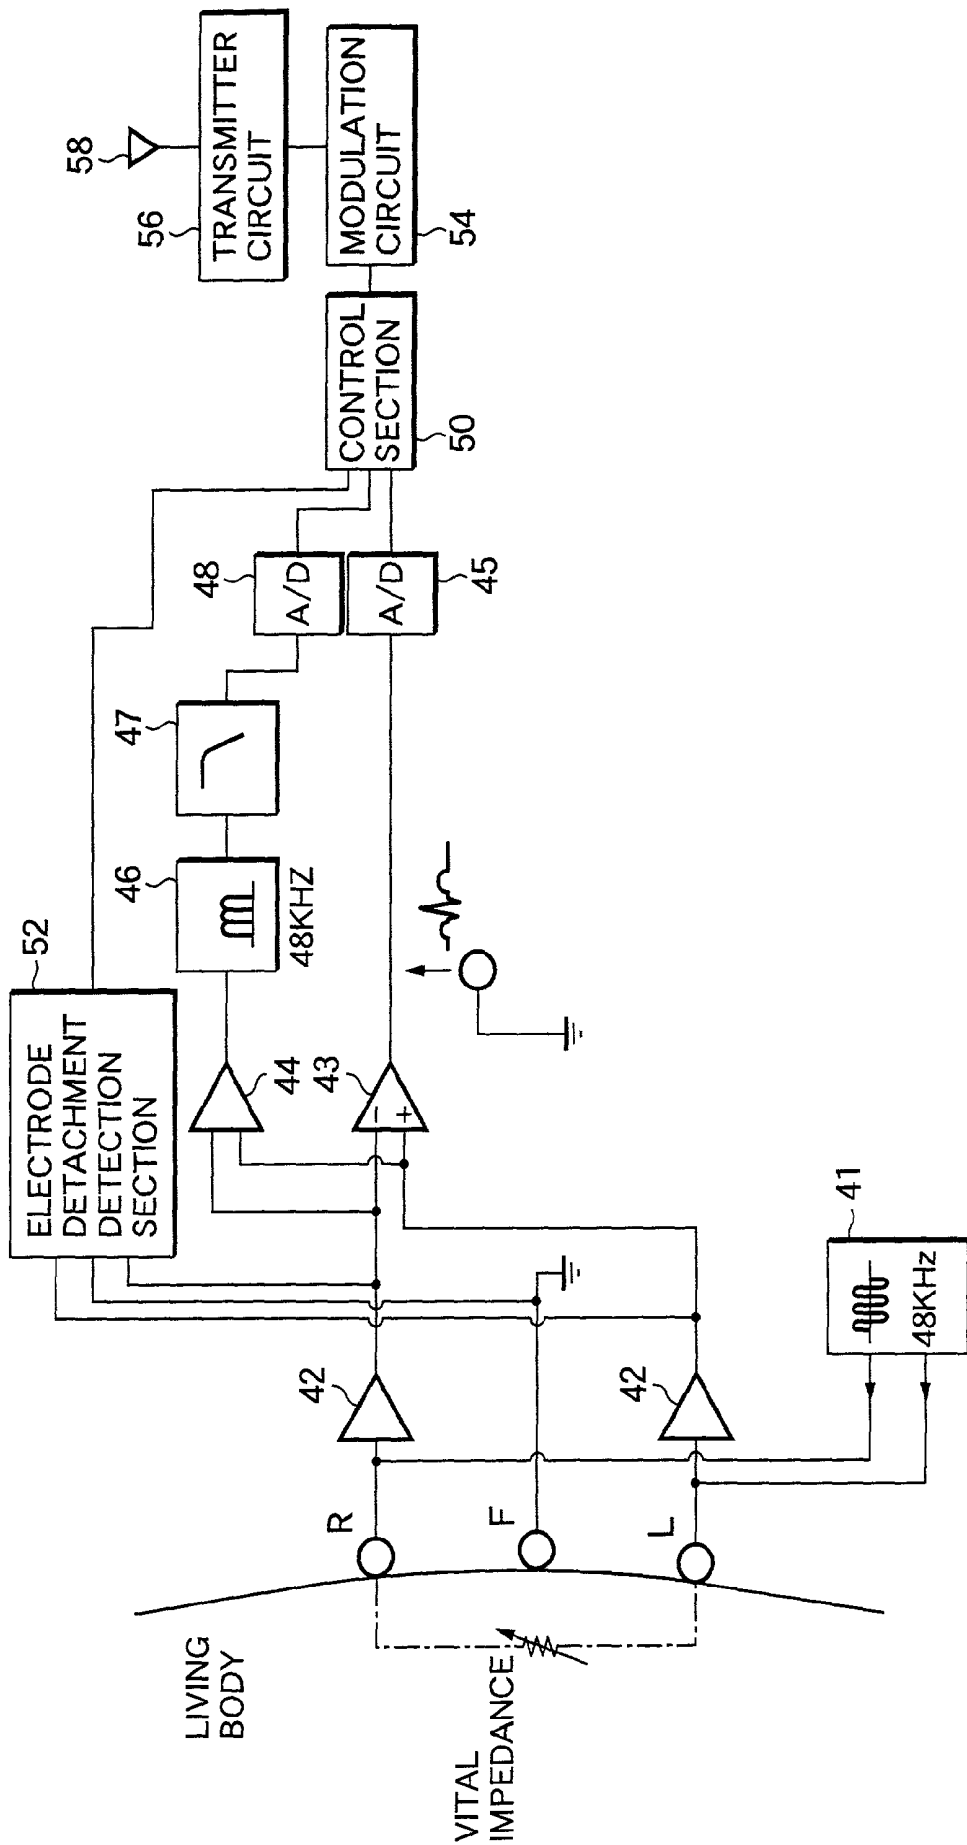 LIVING
BODY
VITAL
IMPEDANCE
R
F
L
42
42
41
48KHz
ELECTRODE
DETACHMENT
DETECTION
SECTION
52
44
43
−
+
46
48KHZ
47
48
A/D
A/D
45
CONTROL
SECTION
50
MODULATION
CIRCUIT
54
56
TRANSMITTER
CIRCUIT
58